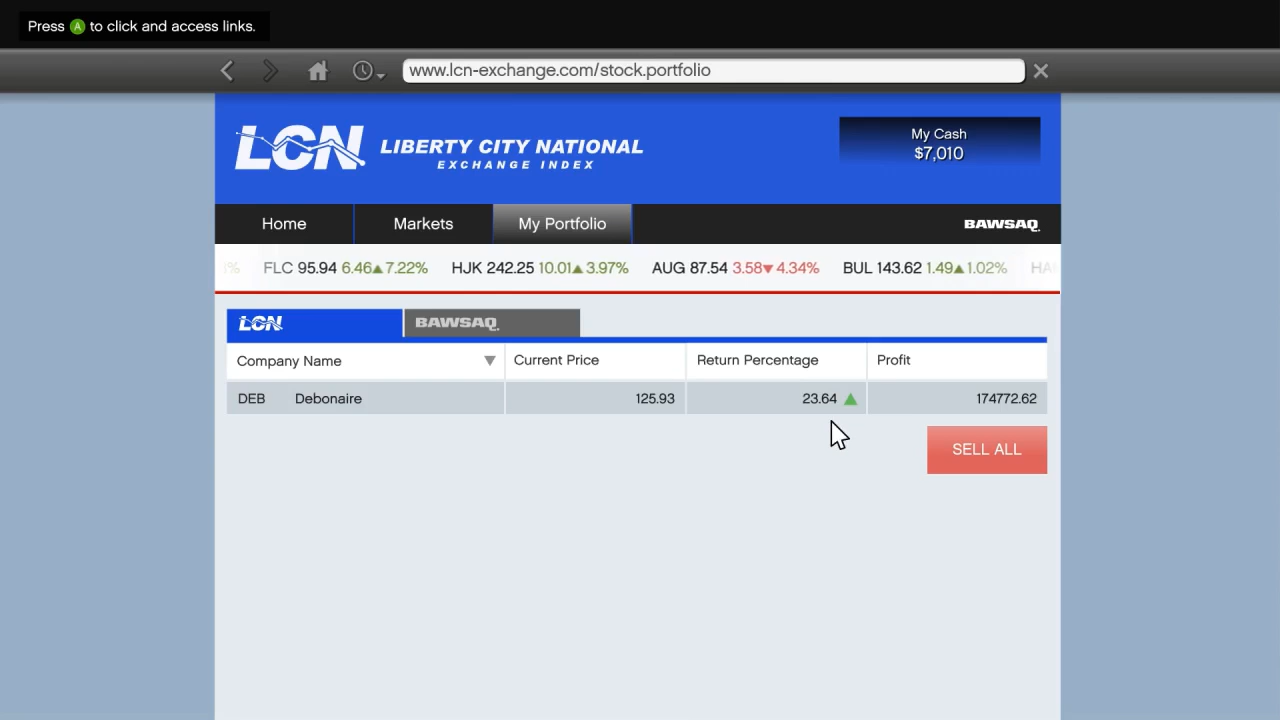 Press A to click and access links.
www.lcn-exchange.com/stock.portfolio
LCN LIBERTY CITY NATIONAL
EXCHANGE INDEX
My Cash
$7,010
Home Markets My Portfolio BAWSAQ.
% FLC 95.94 6.46▲7.22% HJK 242.25 10.01▲3.97% AUG 87.54 3.58▼4.34% BUL 143.62 1.49▲1.02% HA
LCN BAWSAQ.
Company Name ▼ Current Price Return Percentage Profit
DEB Debonaire 125.93 23.64 ▲ 174772.62
SELL ALL